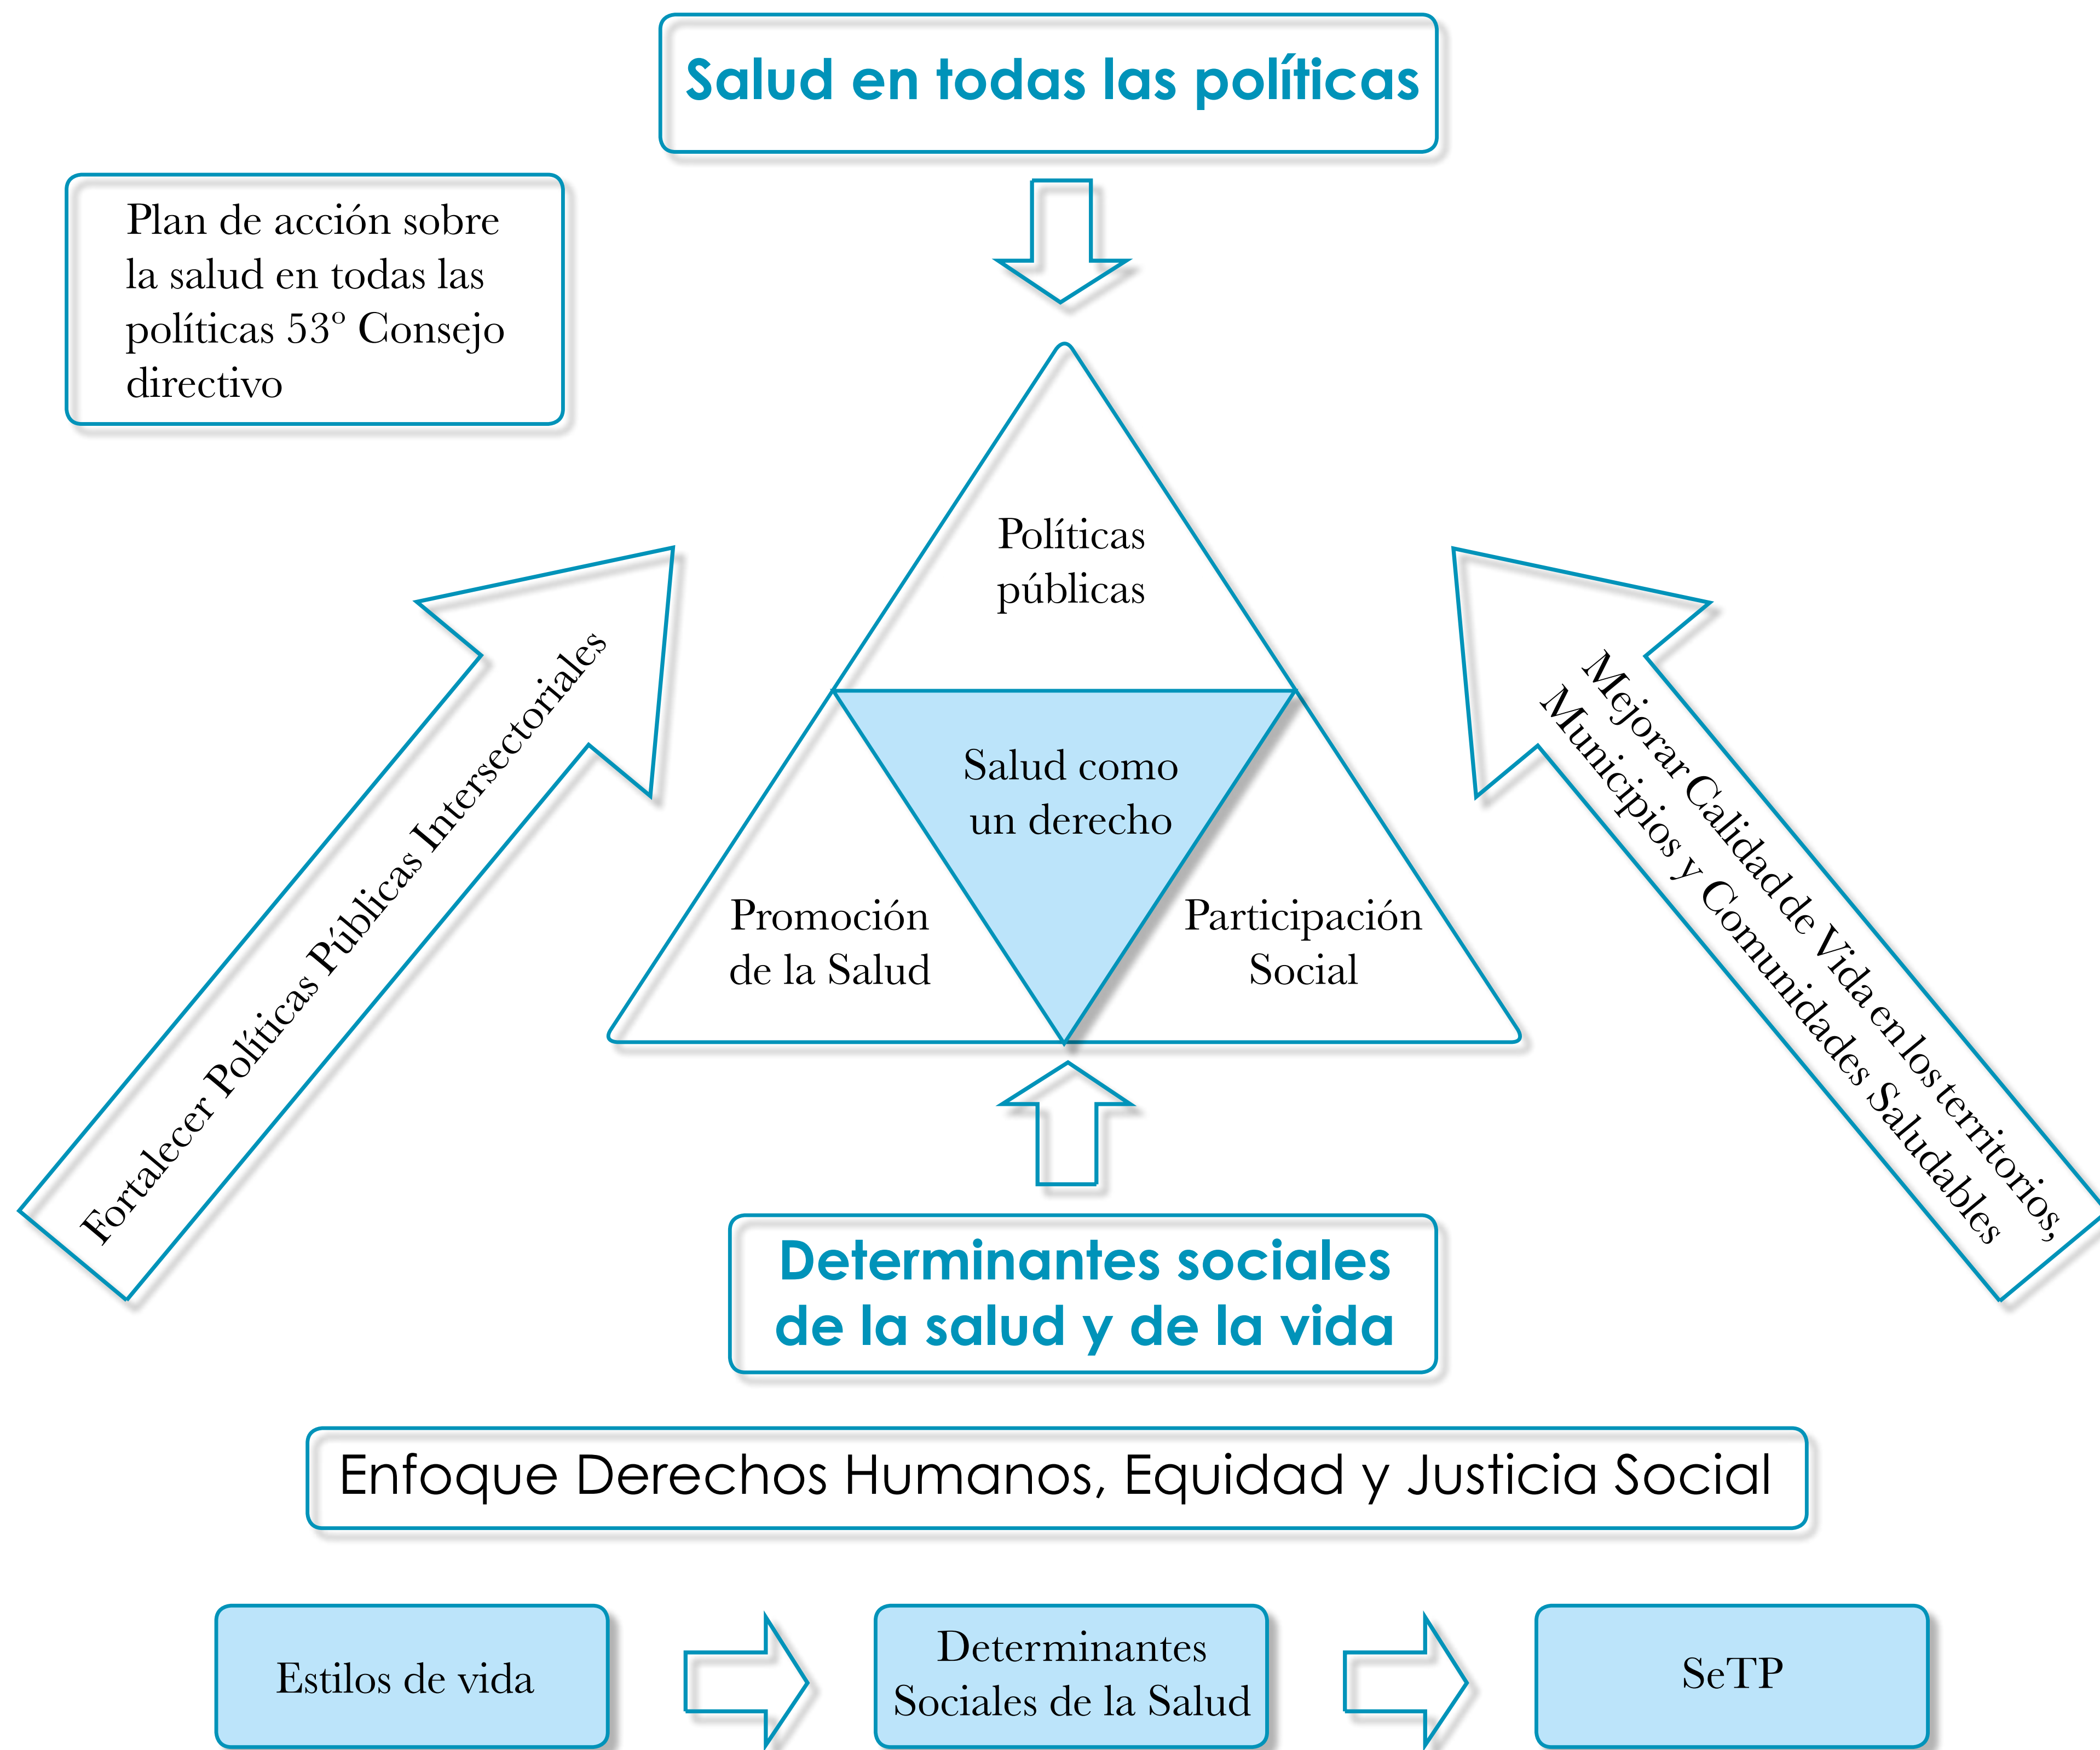 Salud en todas las políticas
Plan de acción sobre
la salud en todas las
políticas 53º Consejo
directivo
Políticas
públicas
Salud como
un derecho
Promoción
de la Salud
Participación
Social
Fortalecer Políticas Públicas Intersectoriales
Mejorar Calidad de Vida en los territorios,
Municipios y Comunidades Saludables
Determinantes sociales
de la salud y de la vida
Enfoque Derechos Humanos, Equidad y Justicia Social
Estilos de vida
Determinantes
Sociales de la Salud
SeTP